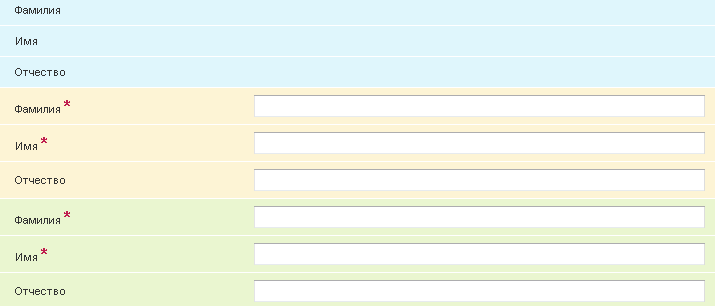 Фамилия
Имя
Отчество
Фамилия *
Имя *
Отчество
Фамилия *
Имя *
Отчество